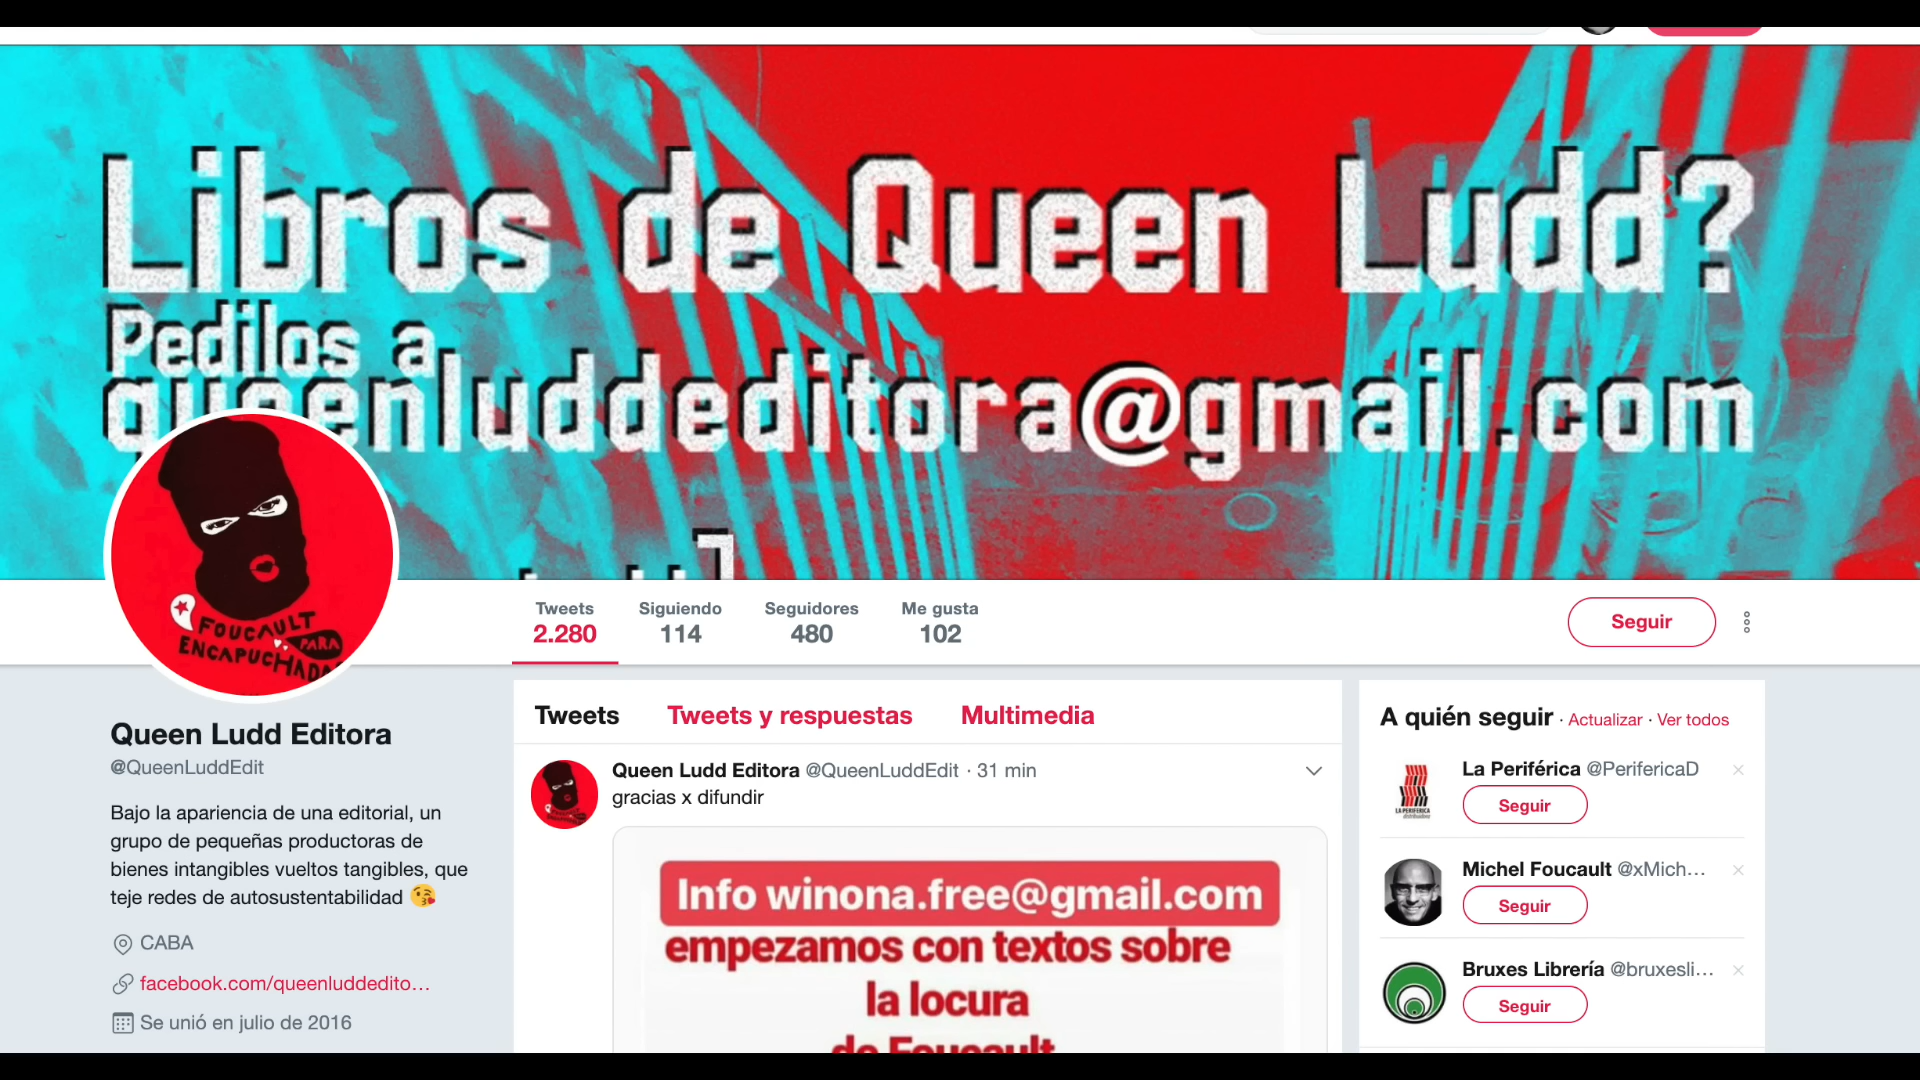 Libros de Queen Ludd?
Pedilos a
queenluddeditora@gmail.com
FOUCAULT
PARA
Tweets
2.280
Siguiendo
114
Seguidores
480
Me gusta
102
Seguir
Queen Ludd Editora
@QueenLuddEdit
Bajo la apariencia de una editorial, un
grupo de pequeñas productoras de
bienes intangibles vueltos tangibles, que
teje redes de autosustentabilidad 😘
CABA
facebook.com/queenluddedito…
Se unió en julio de 2016
Tweets Tweets y respuestas Multimedia
Queen Ludd Editora @QueenLuddEdit · 31 min
gracias x difundir
Info winona.free@gmail.com
empezamos con textos sobre
la locura
de Foucault
A quién seguir · Actualizar · Ver todos
La Periférica @PerifericaD
Seguir
LA PERIFERICA
distribuidora
Michel Foucault @xMich…
Seguir
Bruxes Librería @bruxesli…
Seguir